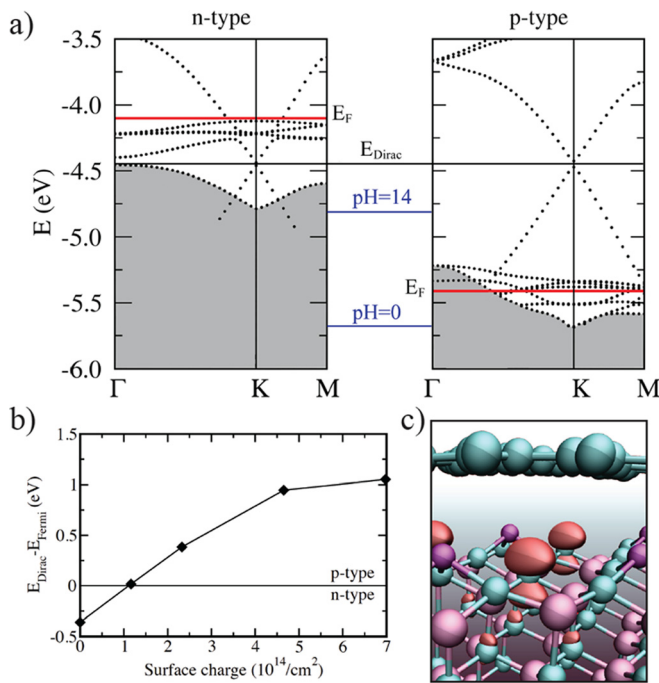 a)
n-type
p-type
-3.5
-4.0
-4.5
-5.0
-5.5
-6.0
E (eV)
E_F
E_Dirac
pH=14
E_F
pH=0
Γ K M
Γ K M
b)
1.5
1
0.5
0
-0.5
E_Dirac-E_Fermi (eV)
p-type
n-type
0 1 2 3 4 5 6 7
Surface charge (10^14/cm^2)
c)